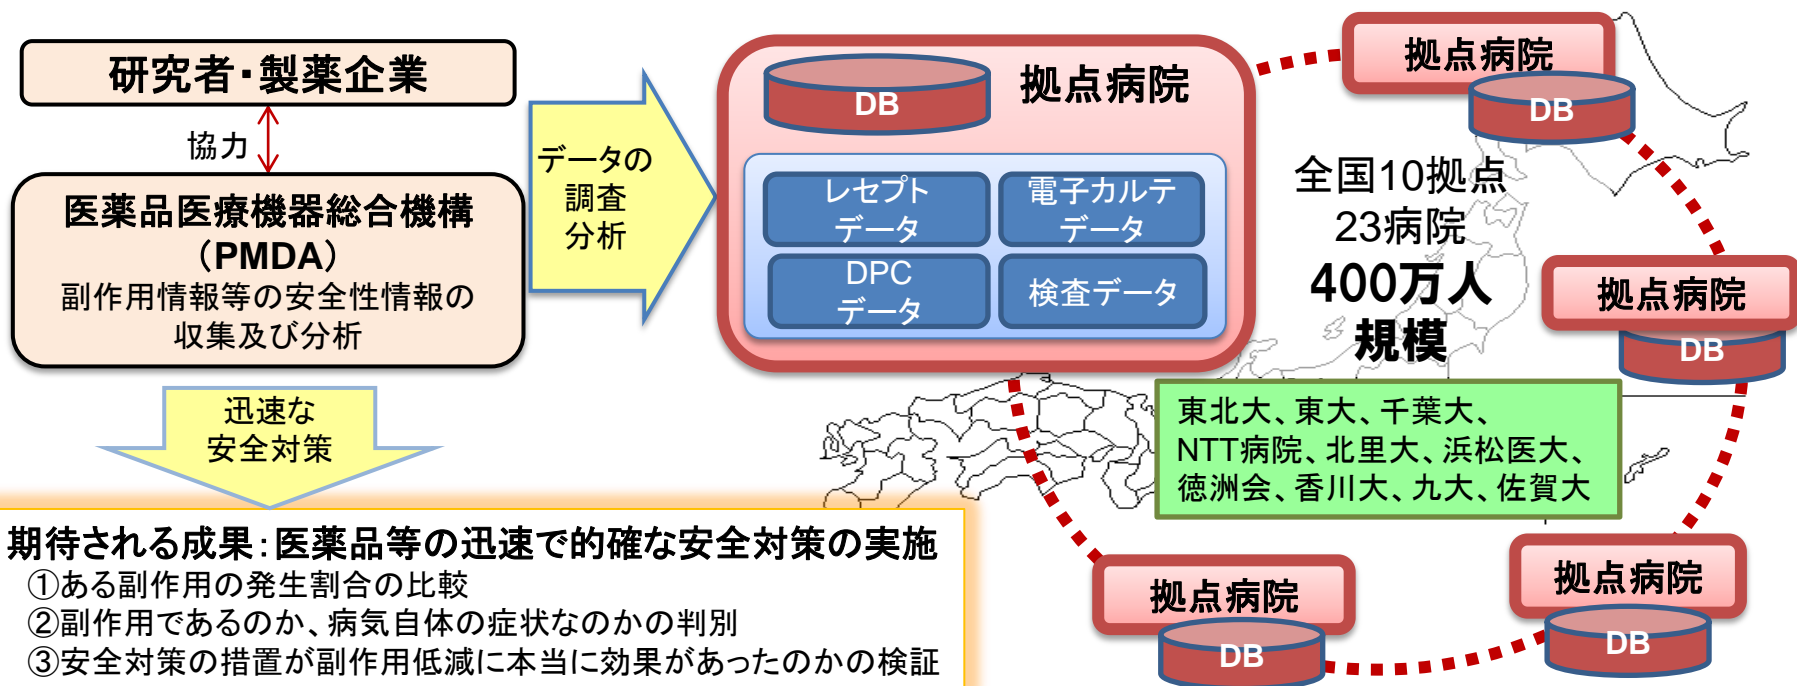 研究者・製薬企業
協力
医薬品医療機器総合機構
（PMDA）
副作用情報等の安全性情報の
収集及び分析
データの
調査
分析
迅速な
安全対策
拠点病院
DB
レセプト
データ
電子カルテ
データ
DPC
データ
検査データ
拠点病院
DB
全国10拠点
23病院
400万人
規模
拠点病院
DB
東北大、東大、千葉大、
NTT病院、北里大、浜松医大、
徳洲会、香川大、九大、佐賀大
拠点病院
DB
拠点病院
DB
期待される成果：医薬品等の迅速で的確な安全対策の実施
①ある副作用の発生割合の比較
②副作用であるのか、病気自体の症状なのかの判別
③安全対策の措置が副作用低減に本当に効果があったのかの検証